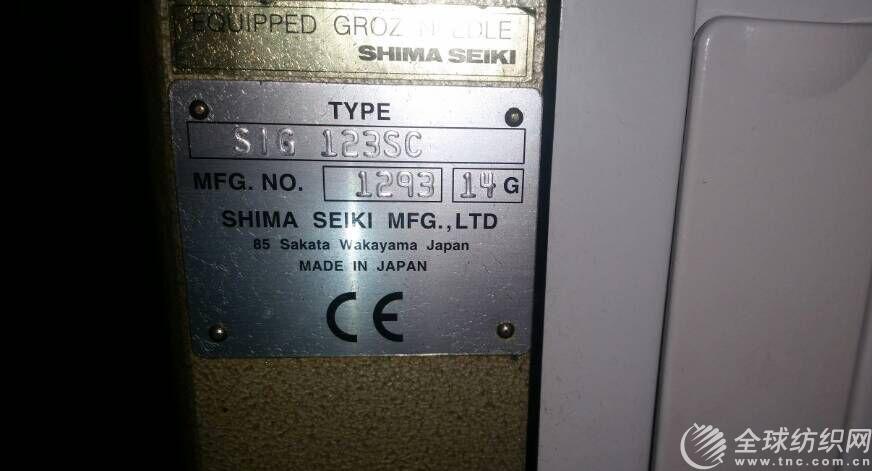 EQUIPPED GROZ NEEDLE
SHIMA SEIKI
TYPE
SIG 123SC
MFG. NO. 1293 14 G
SHIMA SEIKI MFG.,LTD
85 Sakata Wakayama Japan
MADE IN JAPAN
CE
全球纺织网
www.tnc.com.cn